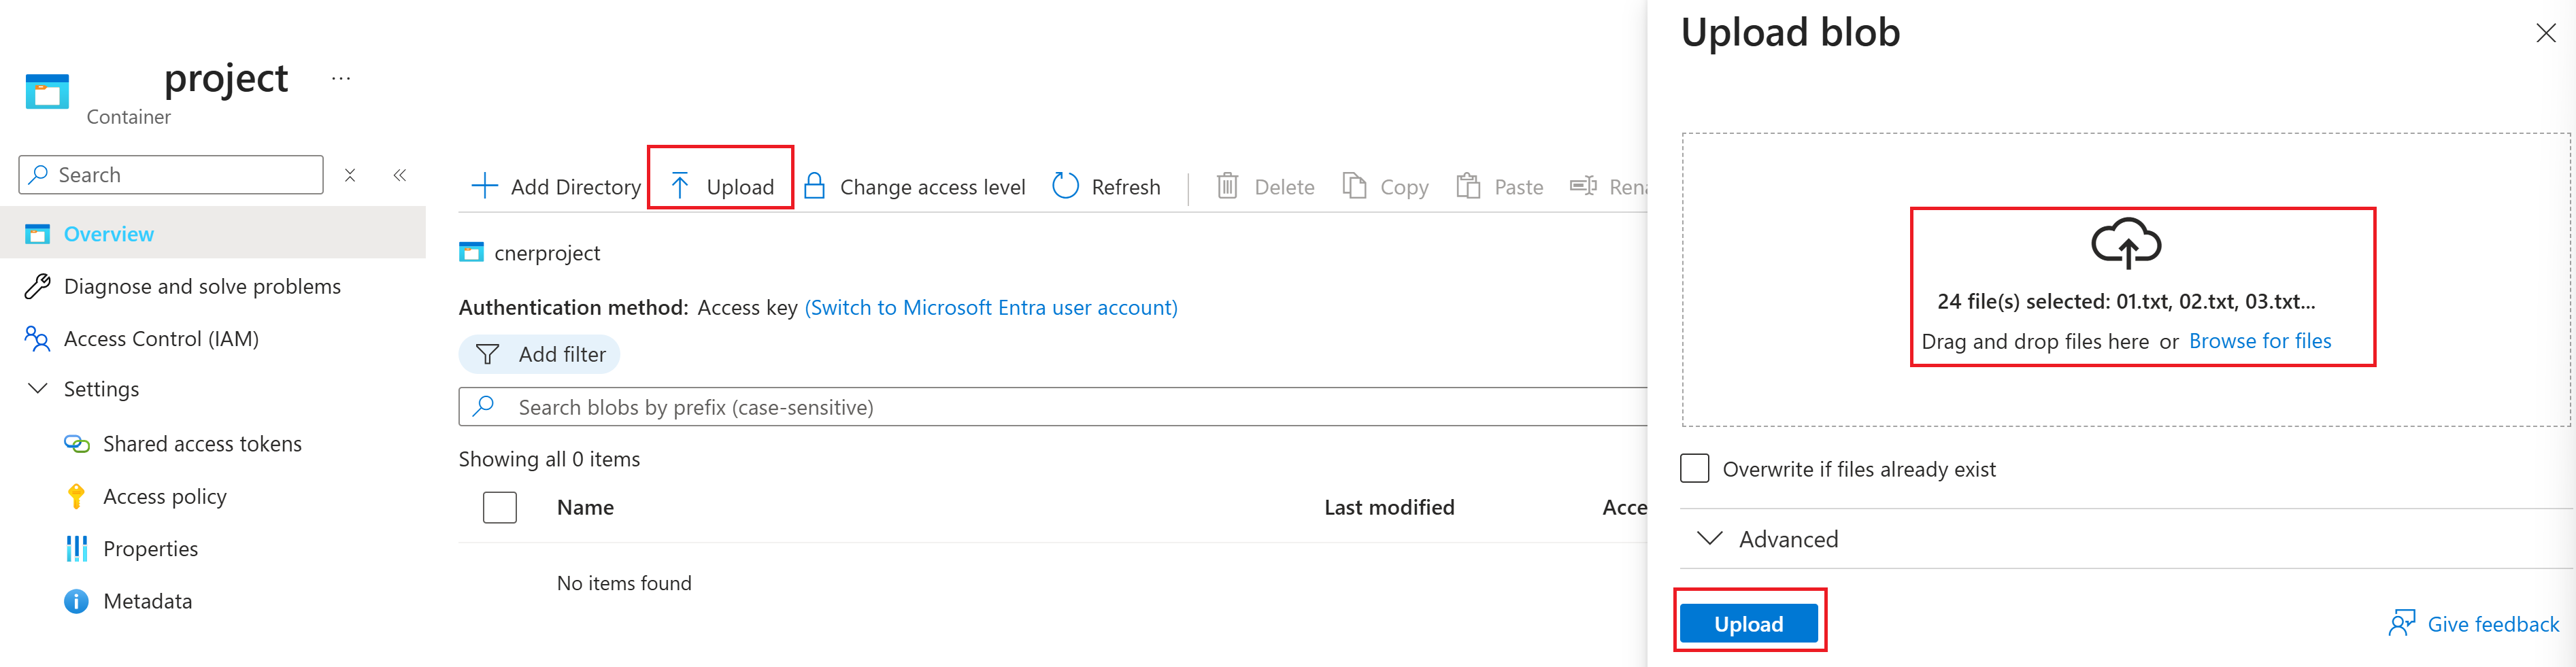 project ...
Container
Search
Overview
Diagnose and solve problems
Access Control (IAM)
Settings
Shared access tokens
Access policy
Properties
Metadata
Add Directory
Upload
Change access level
Refresh
Delete
Copy
Paste
Rena
cnerproject
Authentication method: Access key (Switch to Microsoft Entra user account)
Add filter
Search blobs by prefix (case-sensitive)
Showing all 0 items
Name Last modified Acce
No items found
Upload blob
24 file(s) selected: 01.txt, 02.txt, 03.txt...
Drag and drop files here or Browse for files
Overwrite if files already exist
Advanced
Upload
Give feedback